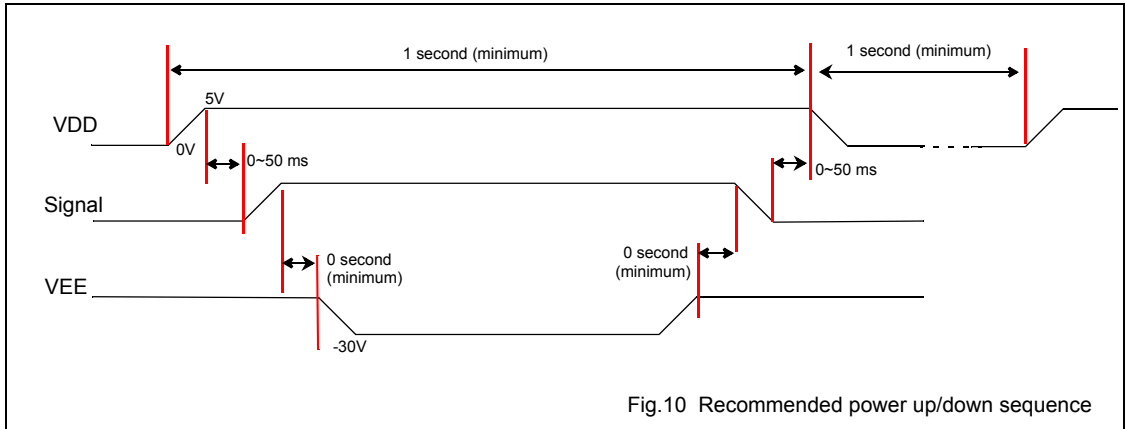 1 second (minimum)
1 second (minimum)
5V
VDD
0V
0~50 ms
0~50 ms
Signal
0 second
(minimum)
0 second
(minimum)
VEE
-30V
Fig.10 Recommended power up/down sequence